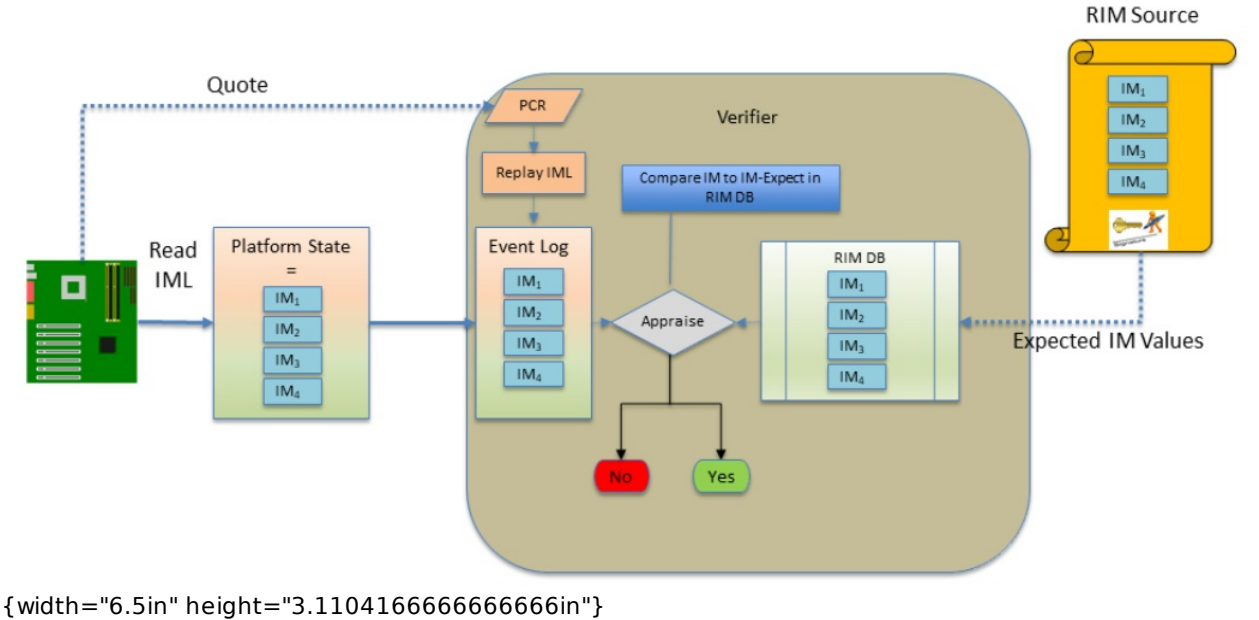 RIM Source
IM₁
IM₂
IM₃
IM₄
Quote
PCR
Verifier
Replay IML
Compare IM to IM-Expect in
RIM DB
Read
IML
Platform State
=
IM₁
IM₂
IM₃
IM₄
Event Log
IM₁
IM₂
IM₃
IM₄
Appraise
RIM DB
IM₁
IM₂
IM₃
IM₄
Expected IM Values
No
Yes
{width="6.5in" height="3.1104166666666666in"}